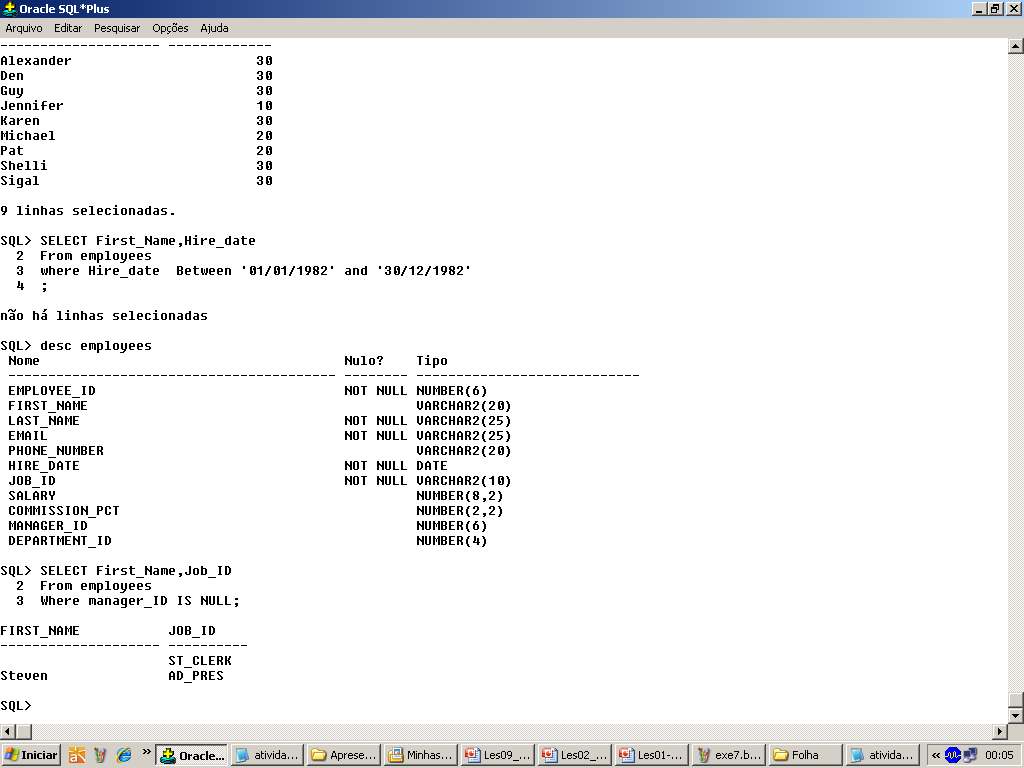 Oracle SQL*Plus
Arquivo Editar Pesquisar Opções Ajuda
-------------------- -------------
Alexander 30
Den 30
Guy 30
Jennifer 10
Karen 30
Michael 20
Pat 20
Shelli 30
Sigal 30
9 linhas selecionadas.
SQL> SELECT First_Name,Hire_date
2 From employees
3 where Hire_date Between '01/01/1982' and '30/12/1982'
4 ;
não há linhas selecionadas
SQL> desc employees
Nome Nulo? Tipo
----------------------------------------- -------- ----------------------------
EMPLOYEE_ID NOT NULL NUMBER(6)
FIRST_NAME VARCHAR2(20)
LAST_NAME NOT NULL VARCHAR2(25)
EMAIL NOT NULL VARCHAR2(25)
PHONE_NUMBER VARCHAR2(20)
HIRE_DATE NOT NULL DATE
JOB_ID NOT NULL VARCHAR2(10)
SALARY NUMBER(8,2)
COMMISSION_PCT NUMBER(2,2)
MANAGER_ID NUMBER(6)
DEPARTMENT_ID NUMBER(4)
SQL> SELECT First_Name,Job_ID
2 From employees
3 Where manager_ID IS NULL;
FIRST_NAME JOB_ID
-------------------- ----------
ST_CLERK
Steven AD_PRES
SQL>
Iniciar » Oracle... ativida... Aprese... Minhas... Les09_... Les02_... Les01-... exe7.b... Folha ativida... « 00:05